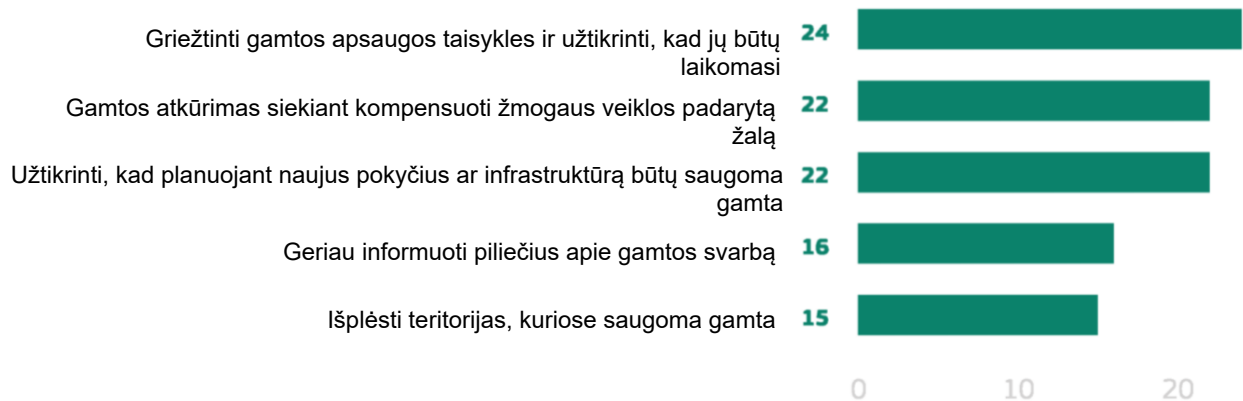 Griežtinti gamtos apsaugos taisykles ir užtikrinti, kad jų būtų 24
laikomasi
Gamtos atkūrimas siekiant kompensuoti žmogaus veiklos padarytą 22
žalą
Užtikrinti, kad planuojant naujus pokyčius ar infrastruktūrą būtų saugoma 22
gamta
Geriau informuoti piliečius apie gamtos svarbą 16
Išplėsti teritorijas, kuriose saugoma gamta 15
0 10 20